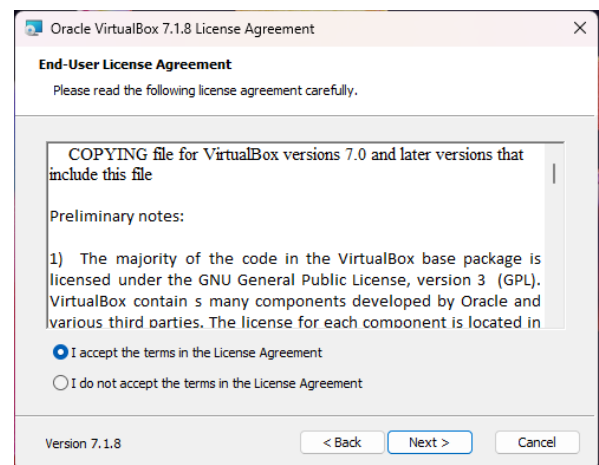 Oracle VirtualBox 7.1.8 License Agreement
End-User License Agreement
Please read the following license agreement carefully.
COPYING file for VirtualBox versions 7.0 and later versions that
include this file
Preliminary notes:
1) The majority of the code in the VirtualBox base package is
licensed under the GNU General Public License, version 3 (GPL).
VirtualBox contain s many components developed by Oracle and
various third parties. The license for each component is located in
I accept the terms in the License Agreement
I do not accept the terms in the License Agreement
Version 7.1.8
< Back
Next >
Cancel